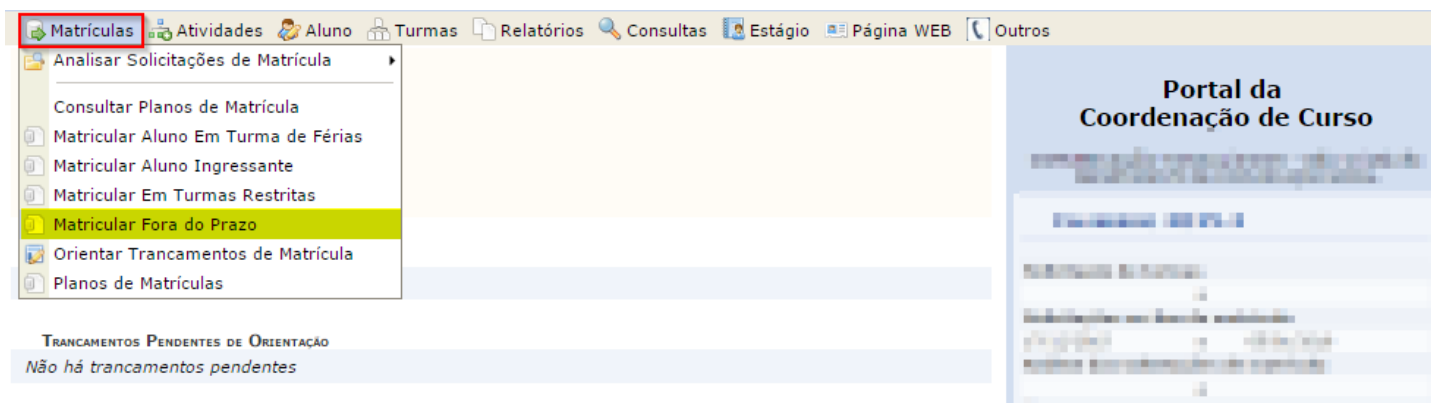 Matrículas Atividades Aluno Turmas Relatórios Consultas Estágio Página WEB Outros
Analisar Solicitações de Matrícula
Consultar Planos de Matrícula
Matricular Aluno Em Turma de Férias
Matricular Aluno Ingressante
Matricular Em Turmas Restritas
Matricular Fora do Prazo
Orientar Trancamentos de Matrícula
Planos de Matrículas
Trancamentos Pendentes de Orientação
Não há trancamentos pendentes
Portal da
Coordenação de Curso